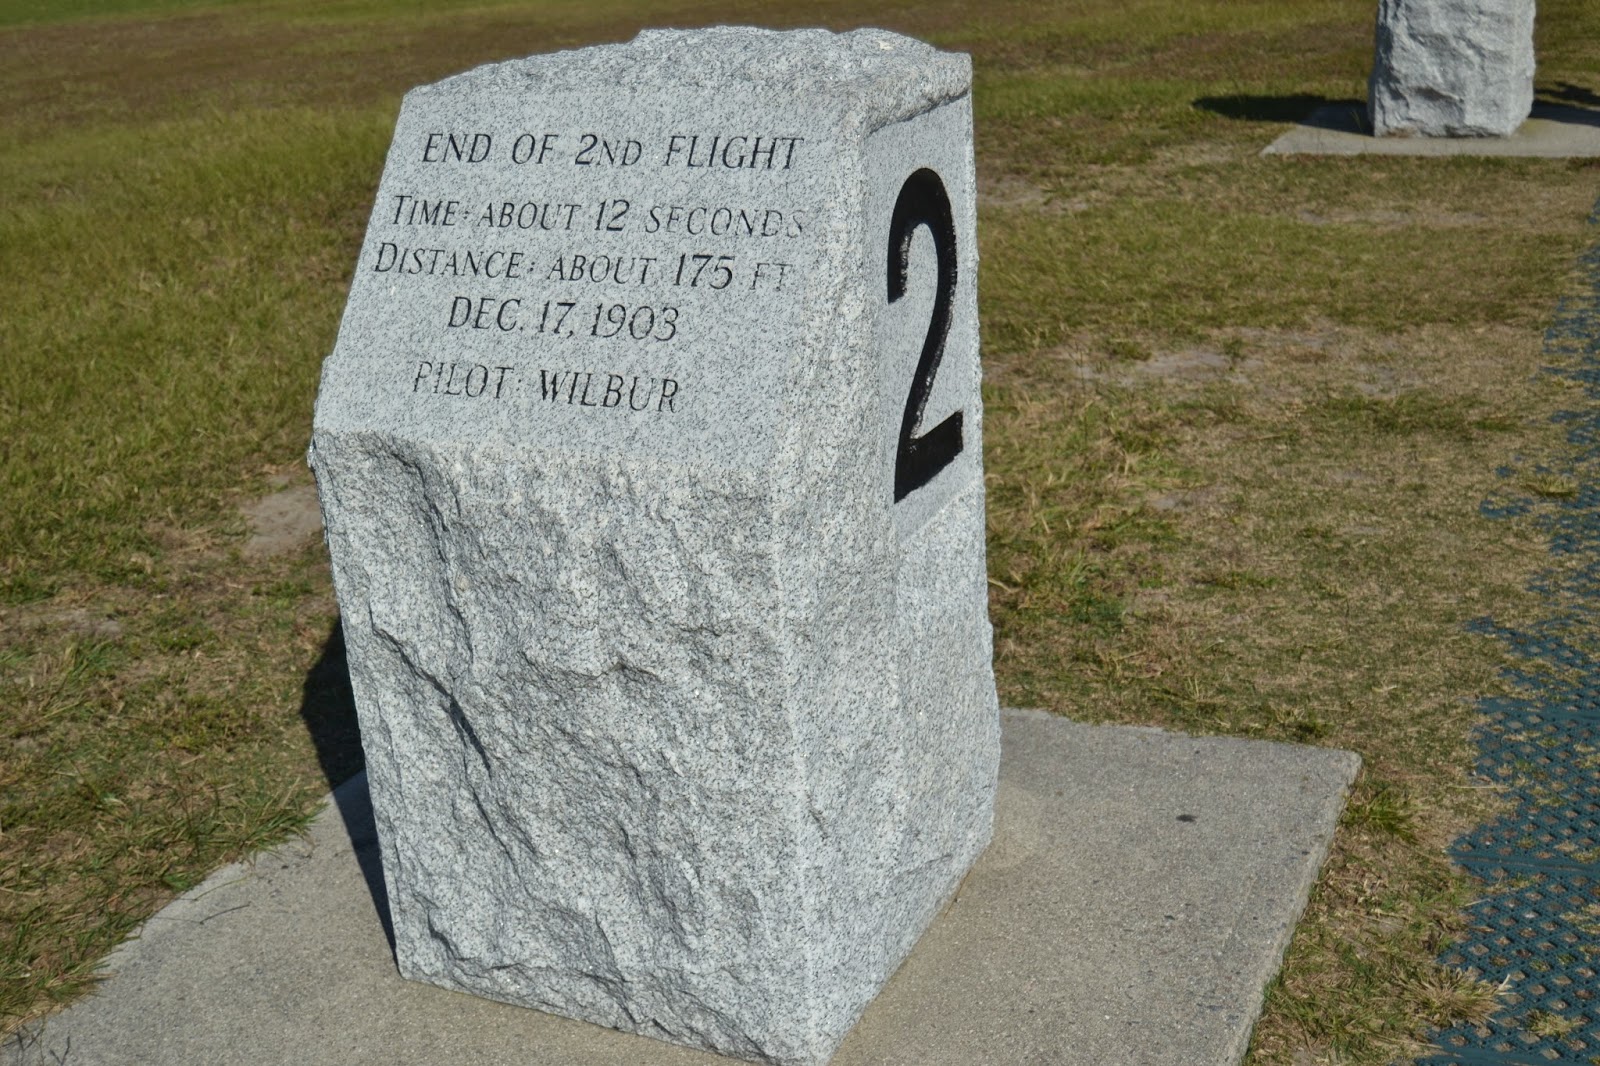 END OF 2ND FLIGHT
TIME: ABOUT 12 SECONDS
DISTANCE: ABOUT 175 FT
DEC. 17, 1903
PILOT: WILBUR
2